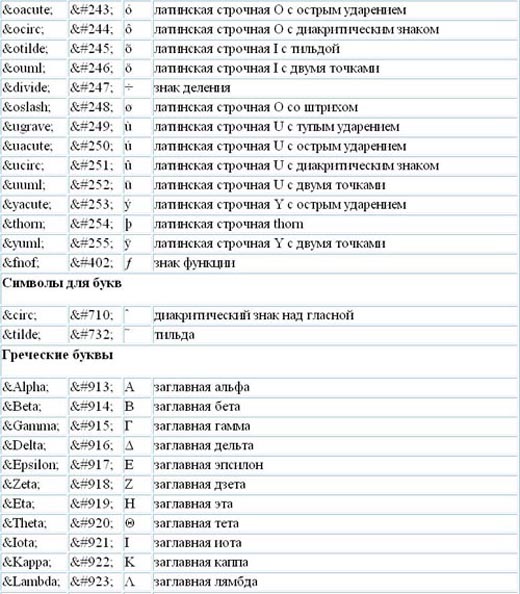 &oacute; &#243; ó латинская строчная O с острым ударением
&ocirc; &#244; ô латинская строчная O с диакритическим знаком
&otilde; &#245; õ латинская строчная I с тильдой
&ouml; &#246; ö латинская строчная I с двумя точками
&divide; &#247; ÷ знак деления
&oslash; &#248; ø латинская строчная O со штрихом
&ugrave; &#249; ù латинская строчная U с тупым ударением
&uacute; &#250; ú латинская строчная U с острым ударением
&ucirc; &#251; û латинская строчная U с диакритическим знаком
&uuml; &#252; ü латинская строчная U с двумя точками
&yacute; &#253; ý латинская строчная Y с острым ударением
&thorn; &#254; þ латинская строчная thorn
&yuml; &#255; ÿ латинская строчная Y с двумя точками
&fnof; &#402; ƒ знак функции
Символы для букв
&circ; &#710; ˆ диакритический знак над гласной
&tilde; &#732; ˜ тильда
Греческие буквы
&Alpha; &#913; Α заглавная альфа
&Beta; &#914; Β заглавная бета
&Gamma; &#915; Γ заглавная гамма
&Delta; &#916; Δ заглавная дельта
&Epsilon; &#917; Ε заглавная эпсилон
&Zeta; &#918; Ζ заглавная дзета
&Eta; &#919; Η заглавная эта
&Theta; &#920; Θ заглавная тета
&Iota; &#921; Ι заглавная иота
&Kappa; &#922; Κ заглавная каппа
&Lambda; &#923; Λ заглавная лямбда